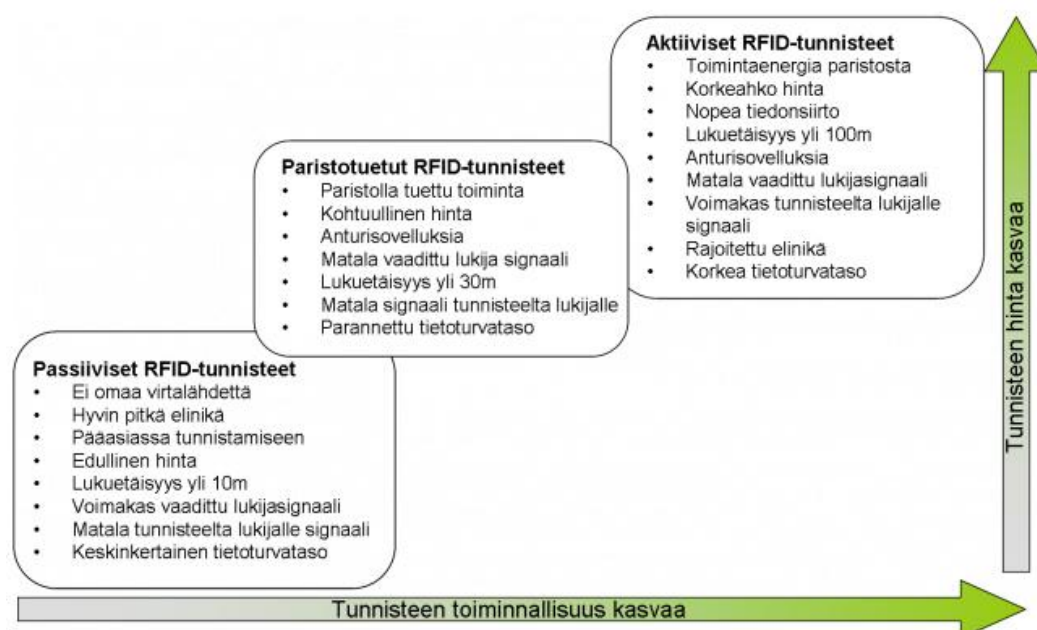 Aktiiviset RFID-tunnisteet
• Toimintaenergia paristosta
• Korkeahko hinta
• Nopea tiedonsiirto
• Lukuetäisyys yli 100m
• Anturisovelluksia
• Matala vaadittu lukijasignaali
• Voimakas tunnisteelta lukijalle
signaali
• Rajoitettu elinikä
• Korkea tietoturvataso
Paristotuetut RFID-tunnisteet
• Paristolla tuettu toiminta
• Kohtuullinen hinta
• Anturisovelluksia
• Matala vaadittu lukija signaali
• Lukuetäisyys yli 30m
• Matala signaali tunnisteelta lukijalle
• Parannettu tietoturvataso
Passiiviset RFID-tunnisteet
• Ei omaa virtalähdettä
• Hyvin pitkä elinikä
• Pääasiassa tunnistamiseen
• Edullinen hinta
• Lukuetäisyys yli 10m
• Voimakas vaadittu lukijasignaali
• Matala tunnisteelta lukijalle signaali
• Keskinkertainen tietoturvataso
Tunnisteen hinta kasvaa
Tunnisteen toiminnallisuus kasvaa